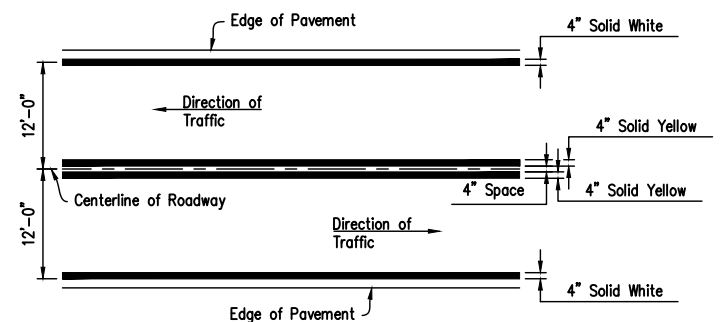 Edge of Pavement
4” Solid White
12’-0”
Direction of
Traffic
4” Solid Yellow
4” Space
4” Solid Yellow
Centerline of Roadway
12’-0”
Direction of
Traffic
4” Solid White
Edge of Pavement